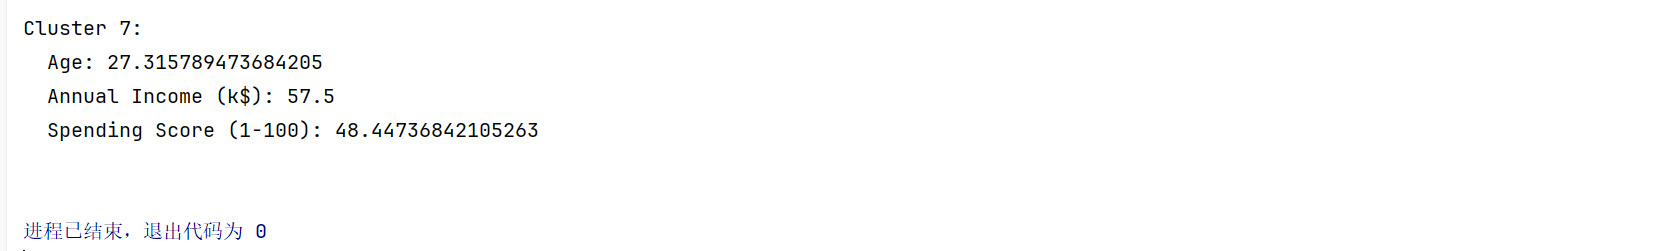 Cluster 7:
  Age: 27.315789473684205
  Annual Income (k$): 57.5
  Spending Score (1-100): 48.44736842105263
进程已结束，退出代码为 0